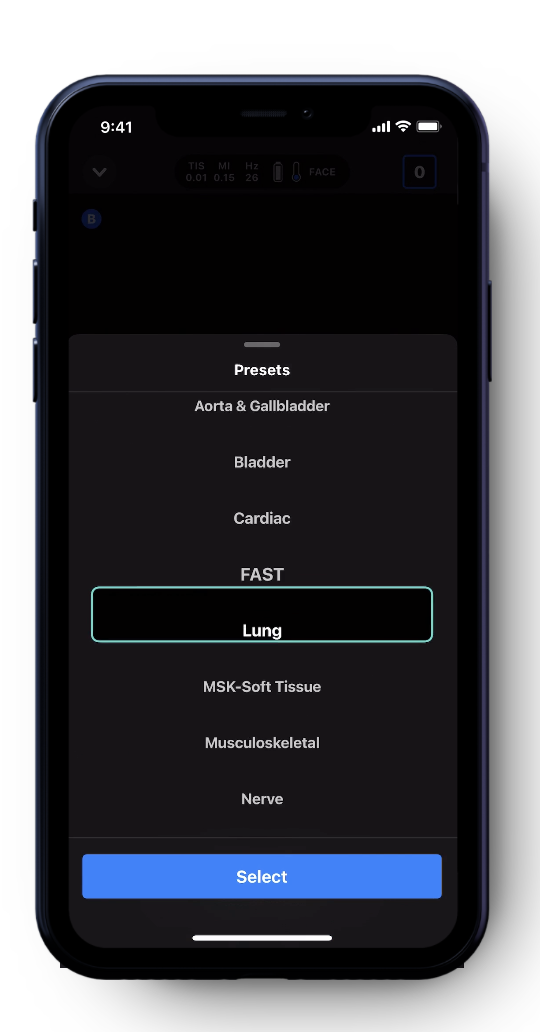 9:41
TIS MI Hz
0.01 0.15 26 FACE
0
B
Presets
Aorta & Gallbladder
Bladder
Cardiac
FAST
Lung
MSK-Soft Tissue
Musculoskeletal
Nerve
Select